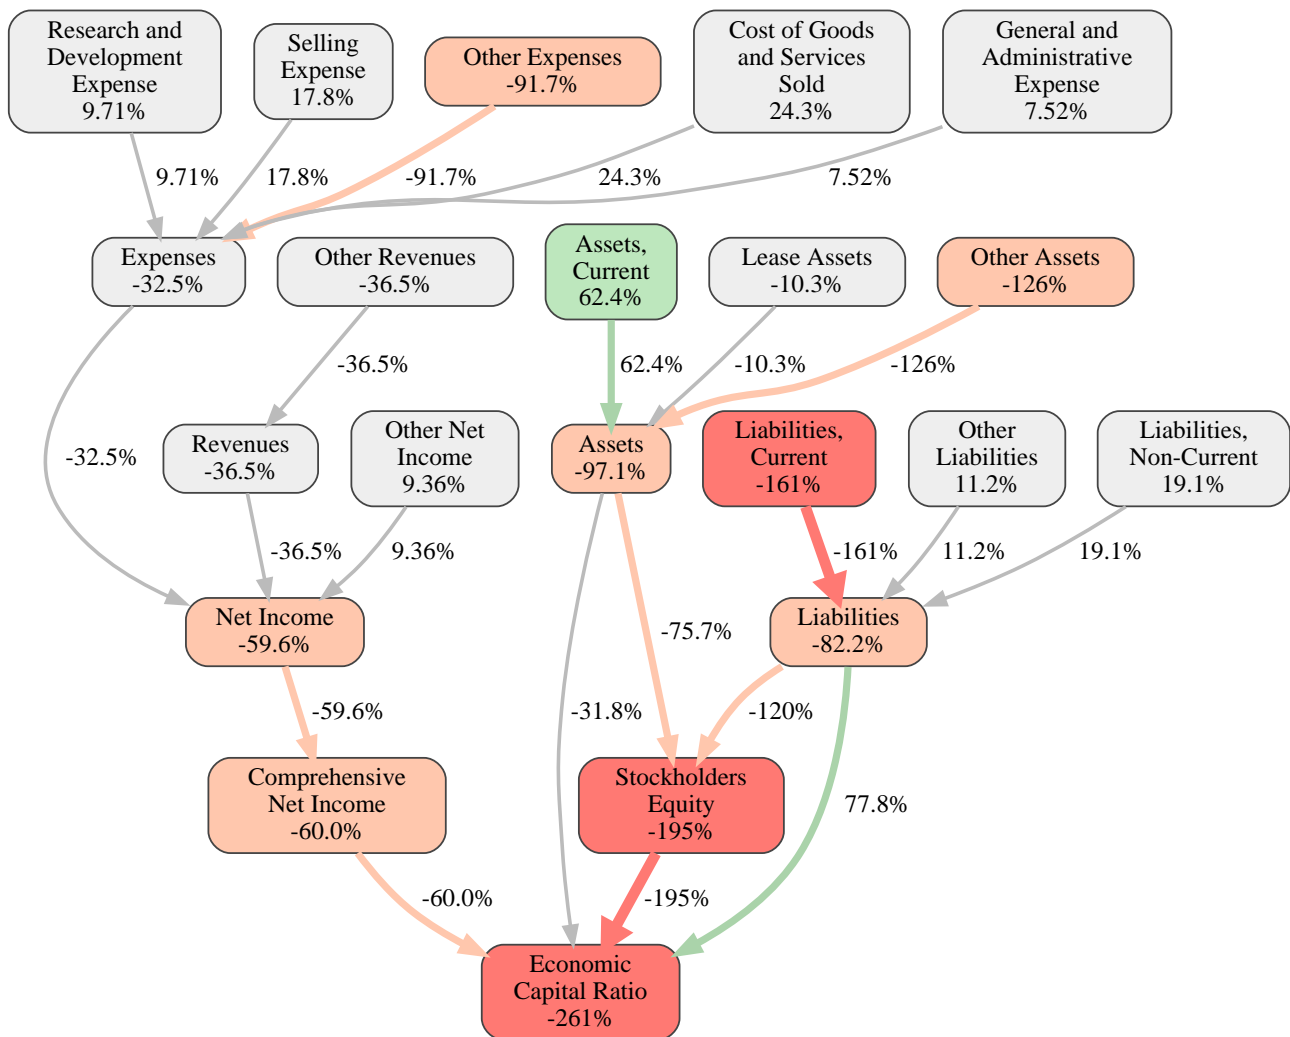 Research and
Development
Expense
9.71%
Selling
Expense
17.8%
Other Expenses
-91.7%
Cost of Goods
and Services
Sold
24.3%
General and
Administrative
Expense
7.52%
9.71%
17.8%
-91.7%
24.3%
7.52%
Expenses
-32.5%
Other Revenues
-36.5%
Assets,
Current
62.4%
Lease Assets
-10.3%
Other Assets
-126%
-36.5%
62.4%
-10.3%
-126%
-32.5%
Revenues
-36.5%
Other Net
Income
9.36%
Assets
-97.1%
Liabilities,
Current
-161%
Other
Liabilities
11.2%
Liabilities,
Non-Current
19.1%
-36.5%
9.36%
-161%
11.2%
19.1%
Net Income
-59.6%
-75.7%
Liabilities
-82.2%
-59.6%
-31.8%
-120%
Comprehensive
Net Income
-60.0%
Stockholders
Equity
-195%
77.8%
-60.0%
-195%
Economic
Capital Ratio
-261%